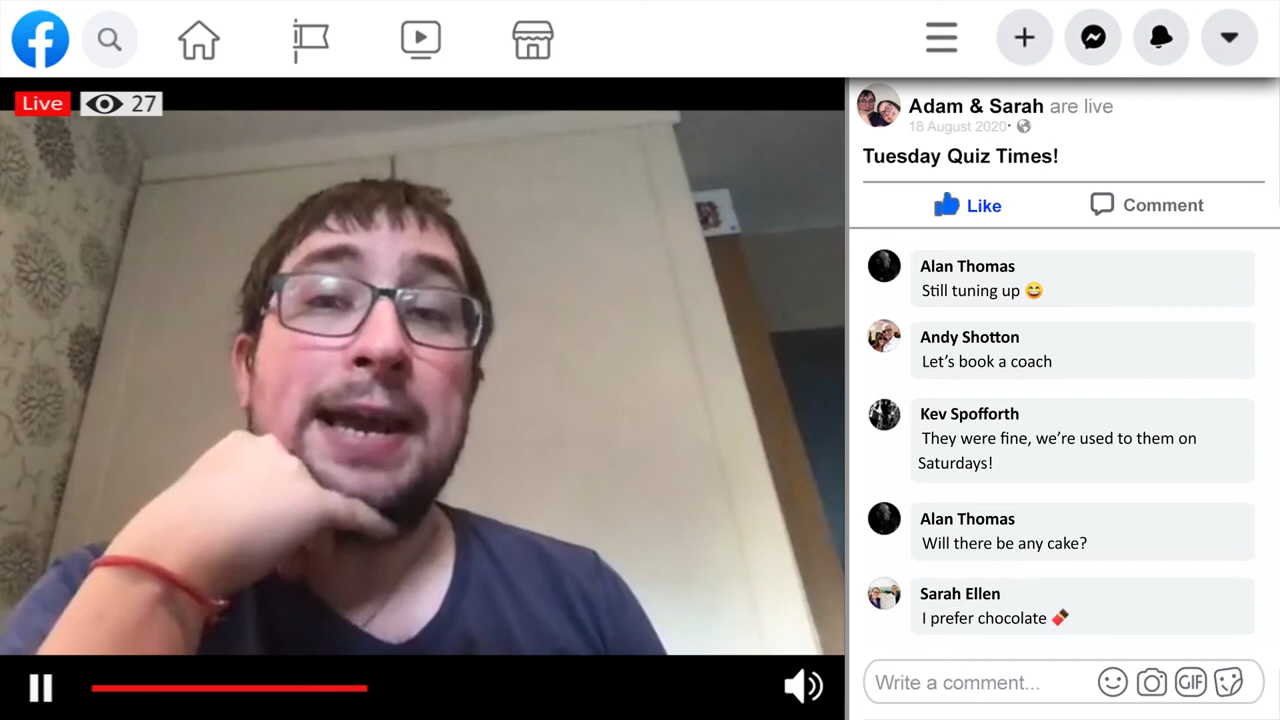 Live 27
Adam & Sarah are live
18 August 2020
Tuesday Quiz Times!
Like Comment
Alan Thomas
Still tuning up 😄
Andy Shotton
Let's book a coach
Kev Spofforth
They were fine, we're used to them on
Saturdays!
Alan Thomas
Will there be any cake?
Sarah Ellen
I prefer chocolate 🍫
Write a comment...
GIF